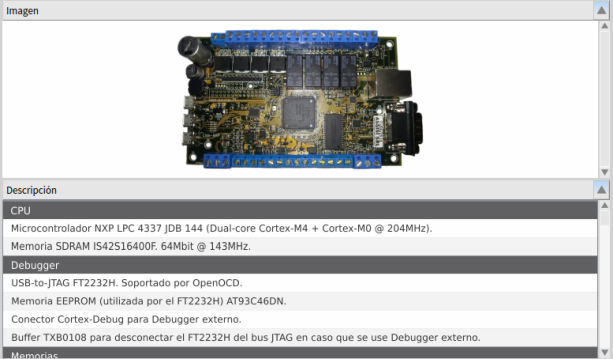 Imagen
Descripción
CPU
Microcontrolador NXP LPC 4337 JDB 144 (Dual-core Cortex-M4 + Cortex-M0 @ 204MHz).
Memoria SDRAM IS42S16400F. 64Mbit @ 143MHz.
Debugger
USB-to-JTAG FT2232H. Soportado por OpenOCD.
Memoria EEPROM (utilizada por el FT2232H) AT93C46DN.
Conector Cortex-Debug para Debugger externo.
Buffer TXB0108 para desconectar el FT2232H del bus JTAG en caso que se use Debugger externo.
Memorias